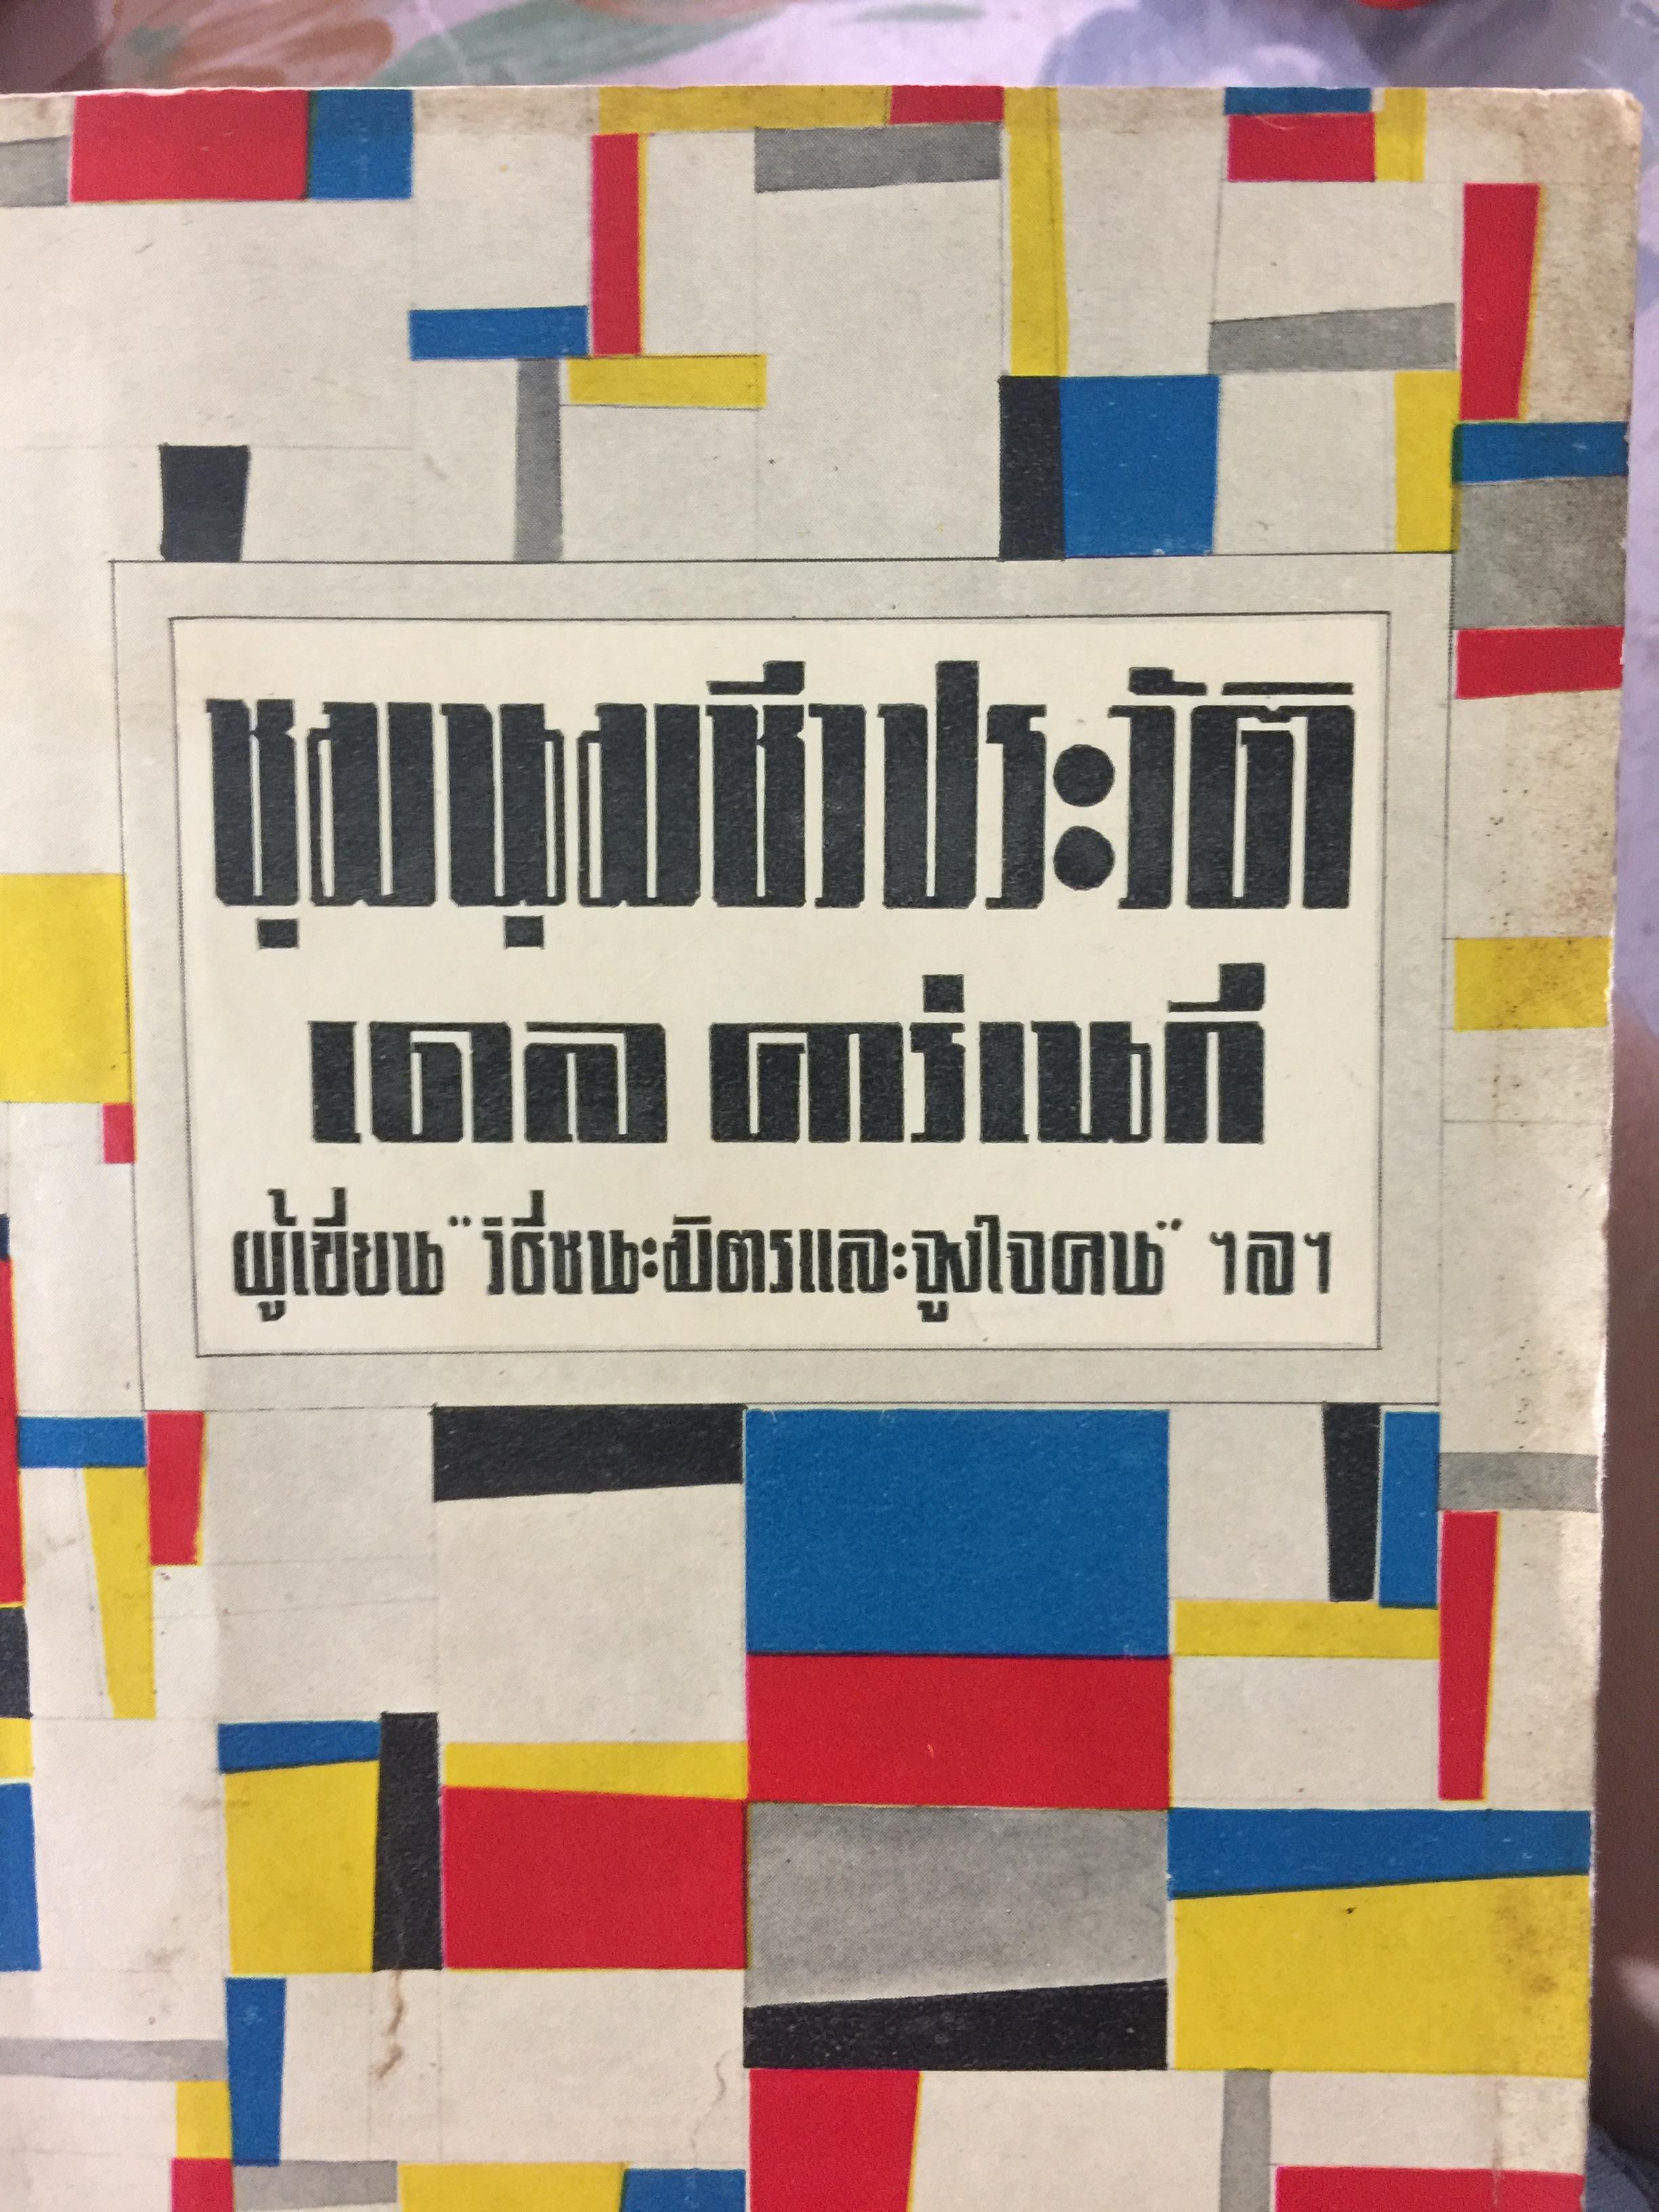 ชุมนุมชีวประวัติ
เดล คาร์เนกี
ผู้เขียน "วิธีชนะมิตรและจูงใจคน" ฯลฯ